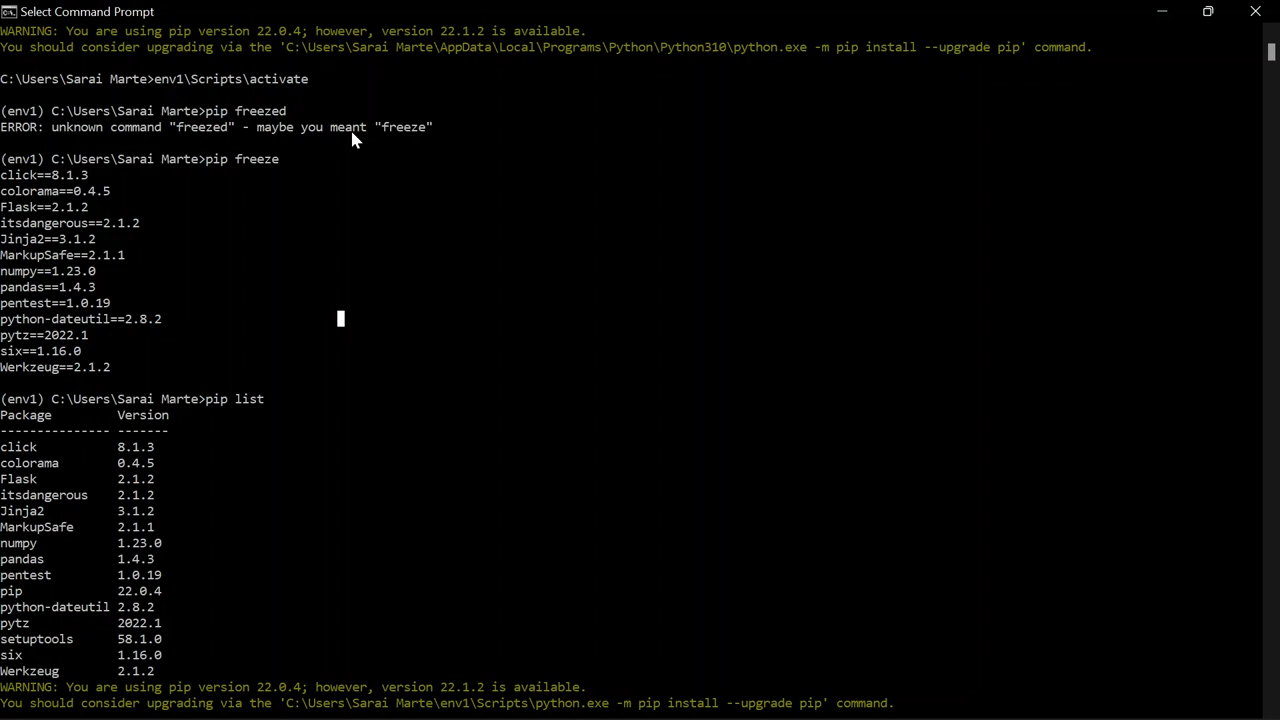 Select Command Prompt
WARNING: You are using pip version 22.0.4; however, version 22.1.2 is available.
You should consider upgrading via the 'C:\Users\Sarai Marte\AppData\Local\Programs\Python\Python310\python.exe -m pip install --upgrade pip' command.
C:\Users\Sarai Marte>env1\Scripts\activate
(env1) C:\Users\Sarai Marte>pip freezed
ERROR: unknown command "freezed" - maybe you meant "freeze"
(env1) C:\Users\Sarai Marte>pip freeze
click==8.1.3
colorama==0.4.5
Flask==2.1.2
itsdangerous==2.1.2
Jinja2==3.1.2
MarkupSafe==2.1.1
numpy==1.23.0
pandas==1.4.3
pentest==1.0.19
python-dateutil==2.8.2
pytz==2022.1
six==1.16.0
Werkzeug==2.1.2
(env1) C:\Users\Sarai Marte>pip list
Package Version
--------------- -------
click 8.1.3
colorama 0.4.5
Flask 2.1.2
itsdangerous 2.1.2
Jinja2 3.1.2
MarkupSafe 2.1.1
numpy 1.23.0
pandas 1.4.3
pentest 1.0.19
pip 22.0.4
python-dateutil 2.8.2
pytz 2022.1
setuptools 58.1.0
six 1.16.0
Werkzeug 2.1.2
WARNING: You are using pip version 22.0.4; however, version 22.1.2 is available.
You should consider upgrading via the 'C:\Users\Sarai Marte\env1\Scripts\python.exe -m pip install --upgrade pip' command.